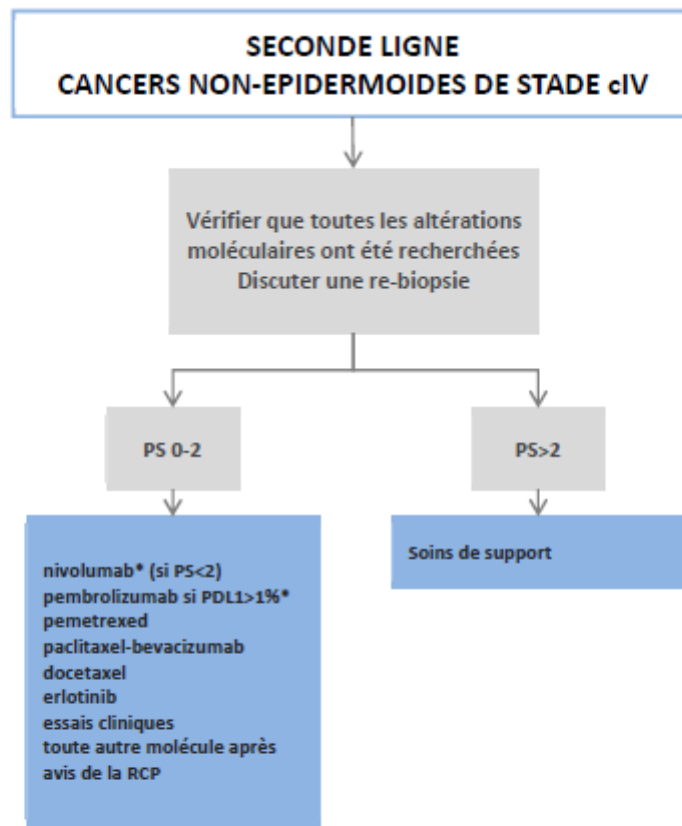 SECONDE LIGNE
CANCERS NON-EPIDERMOIDES DE STADE cIV
Vérifier que toutes les altérations
moléculaires ont été recherchées
Discuter une re-biopsie
PS 0-2
PS>2
nivolumab* (si PS<2)
pembrolizumab si PDL1>1%*
pemetrexed
paclitaxel-bevacizumab
docetaxel
erlotinib
essais cliniques
toute autre molécule après
avis de la RCP
Soins de support